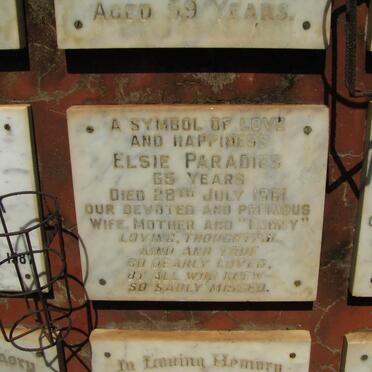 AGED 59 YEARS.
A SYMBOL OF LOVE
AND HAPPINESS
ELSIE PARADIES
65 YEARS
DIED 28TH JULY 1961
OUR DEVOTED AND PRECIOUS
WIFE, MOTHER AND
LOVING, THOUGHTFUL,
KIND AND TRUE
SO DEARLY LOVED,
BY ALL WHO KNEW
SO SADLY MISSED.
In Loving Memory